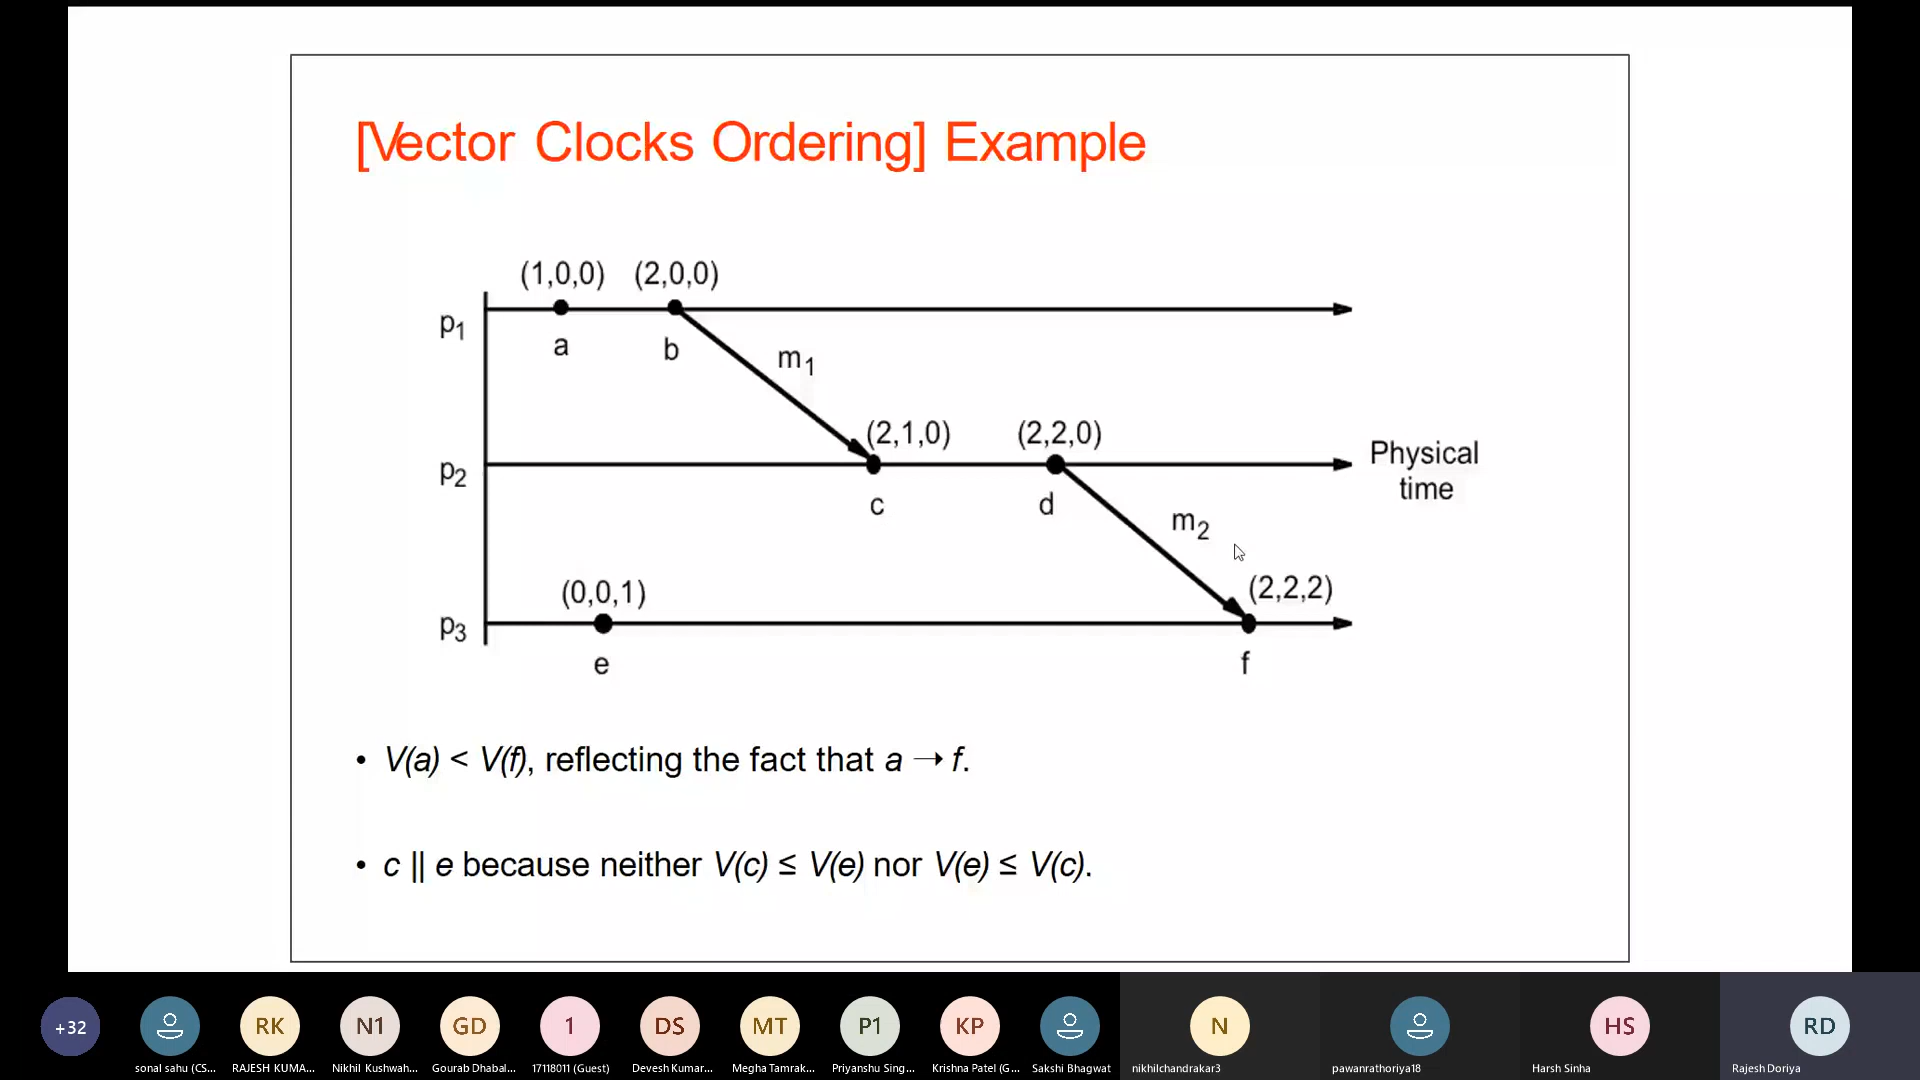 [Vector Clocks Ordering] Example
(1,0,0) (2,0,0)
p1
a b m1
(2,1,0) (2,2,0)
p2
Physical
time
c d m2
(0,0,1) (2,2,2)
p3
e f
• V(a) < V(f), reflecting the fact that a → f.
• c || e because neither V(c) ≤ V(e) nor V(e) ≤ V(c).
+32 RK N1 GD 1 DS MT P1 KP N HS RD
sonal sahu (CS... RAJESH KUMA... Nikhil Kushwah... Gourab Dhabal... 17118011 (Guest) Devesh Kumar... Megha Tamrak... Priyanshu Sing... Krishna Patel (G... Sakshi Bhagwat nikhilchandrakar3 pawanrathoriya18 Harsh Sinha Rajesh Doriya